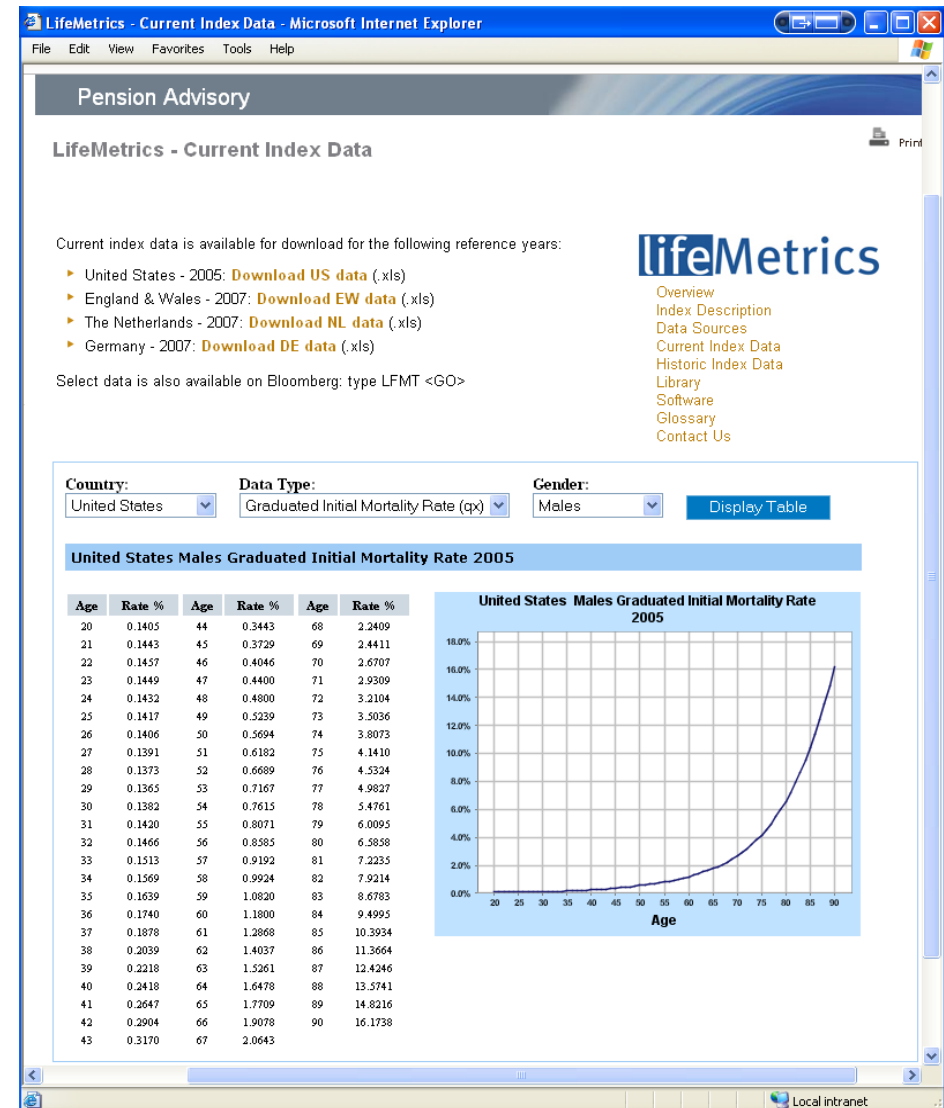 LifeMetrics - Current Index Data - Microsoft Internet Explorer
File Edit View Favorites Tools Help
Pension Advisory
LifeMetrics - Current Index Data
Print
Current index data is available for download for the following reference years:
United States - 2005: Download US data (.xls)
England & Wales - 2007: Download EW data (.xls)
The Netherlands - 2007: Download NL data (.xls)
Germany - 2007: Download DE data (.xls)
Select data is also available on Bloomberg: type LFMT <GO>
lifeMetrics
Overview
Index Description
Data Sources
Current Index Data
Historic Index Data
Library
Software
Glossary
Contact Us
Country: Data Type: Gender:
United States Graduated Initial Mortality Rate (qx) Males Display Table
United States Males Graduated Initial Mortality Rate 2005
Age Rate % Age Rate % Age Rate %
20 0.1405 44 0.3443 68 2.2409
21 0.1443 45 0.3729 69 2.4411
22 0.1457 46 0.4046 70 2.6707
23 0.1449 47 0.4400 71 2.9309
24 0.1432 48 0.4800 72 3.2104
25 0.1417 49 0.5239 73 3.5036
26 0.1406 50 0.5694 74 3.8073
27 0.1391 51 0.6182 75 4.1410
28 0.1373 52 0.6689 76 4.5324
29 0.1365 53 0.7167 77 4.9827
30 0.1382 54 0.7615 78 5.4761
31 0.1420 55 0.8071 79 6.0095
32 0.1466 56 0.8585 80 6.5858
33 0.1513 57 0.9192 81 7.2235
34 0.1569 58 0.9924 82 7.9214
35 0.1639 59 1.0820 83 8.6783
36 0.1740 60 1.1800 84 9.4995
37 0.1878 61 1.2868 85 10.3934
38 0.2039 62 1.4037 86 11.3664
39 0.2218 63 1.5261 87 12.4246
40 0.2418 64 1.6478 88 13.5741
41 0.2647 65 1.7709 89 14.8216
42 0.2904 66 1.9078 90 16.1738
43 0.3170 67 2.0643
United States Males Graduated Initial Mortality Rate
2005
18.0%
16.0%
14.0%
12.0%
10.0%
8.0%
6.0%
4.0%
2.0%
0.0%
20 25 30 35 40 45 50 55 60 65 70 75 80 85 90
Age
Local intranet